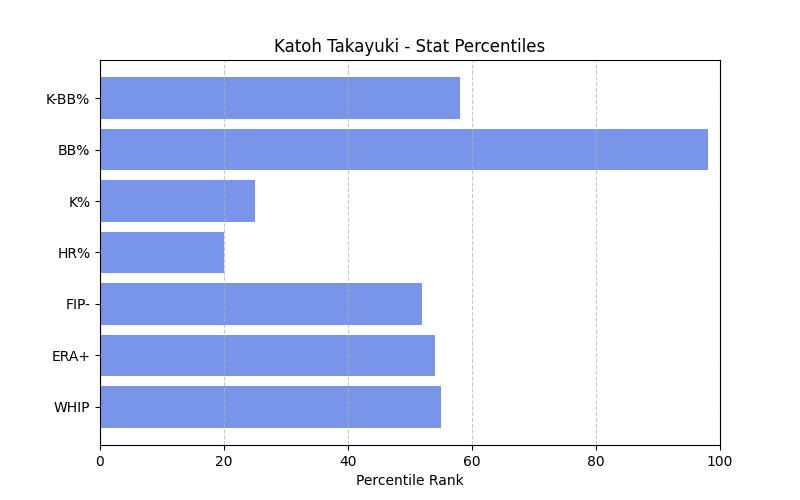 Katoh Takayuki - Stat Percentiles
K-BB%
BB%
K%
HR%
FIP-
ERA+
WHIP
0 20 40 60 80 100
Percentile Rank